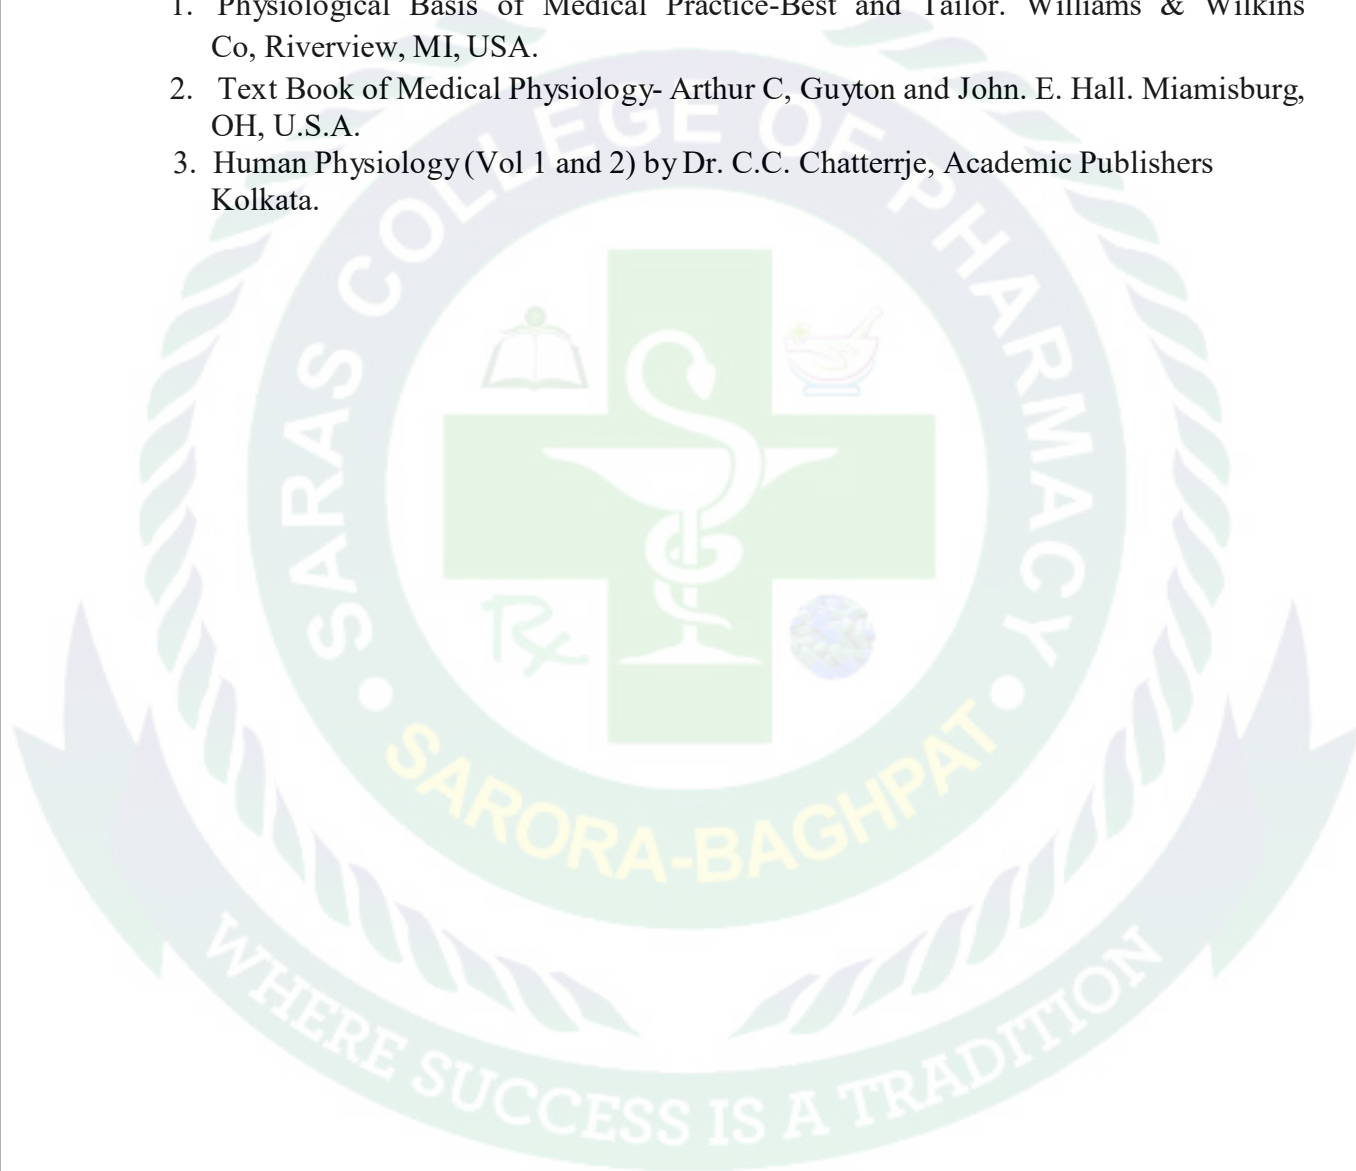 1. Physiological Basis of Medical Practice-Best and Tailor. Williams & Wilkins
Co, Riverview, MI, USA.
2. Text Book of Medical Physiology- Arthur C, Guyton and John. E. Hall. Miamisburg,
OH, U.S.A.
3. Human Physiology (Vol 1 and 2) by Dr. C.C. Chatterrje, Academic Publishers
Kolkata.
SARAS COLLEGE OF PHARMACY
Rx
SARORA-BAGHPAT
WHERE SUCCESS IS A TRADITION